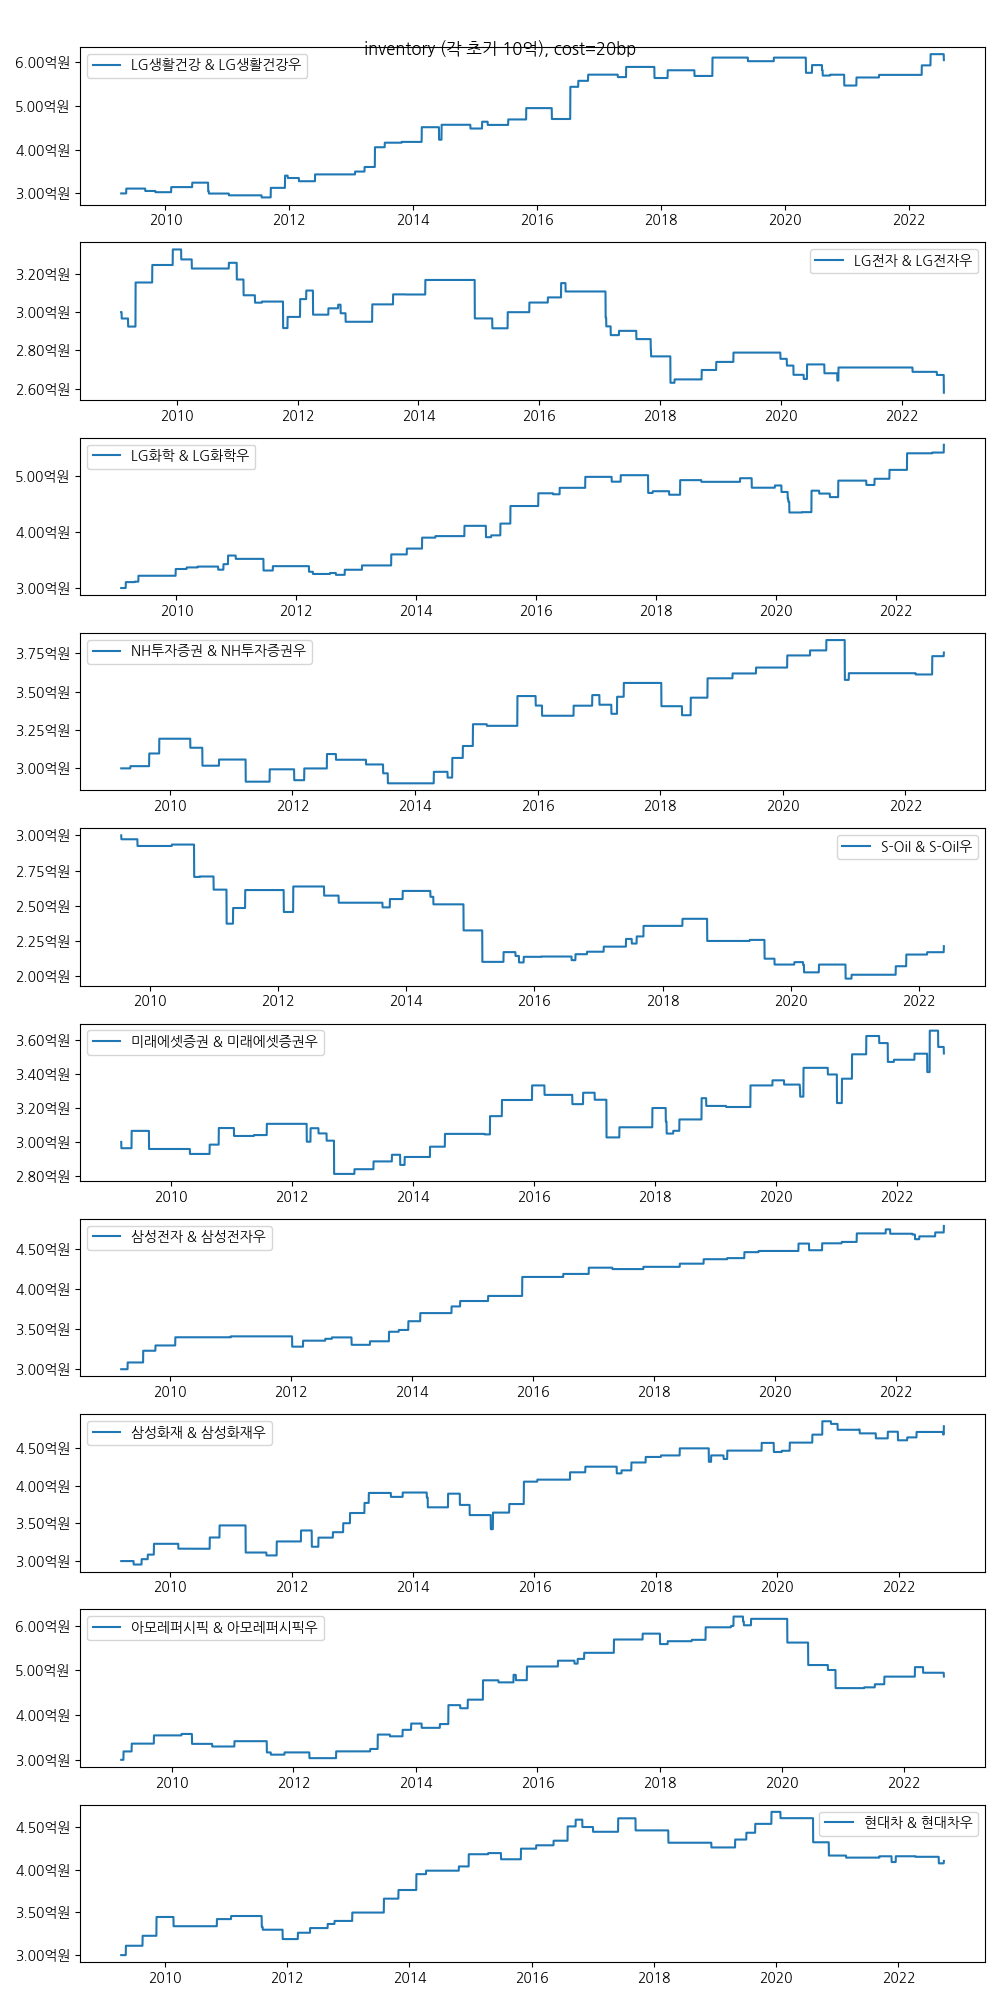 inventory (각 초기 10억), cost=20bp
LG생활건강 & LG생활건강우
6.00억원
5.00억원
4.00억원
3.00억원
2010 2012 2014 2016 2018 2020 2022
LG전자 & LG전자우
3.20억원
3.00억원
2.80억원
2.60억원
2010 2012 2014 2016 2018 2020 2022
LG화학 & LG화학우
5.00억원
4.00억원
3.00억원
2010 2012 2014 2016 2018 2020 2022
NH투자증권 & NH투자증권우
3.75억원
3.50억원
3.25억원
3.00억원
2010 2012 2014 2016 2018 2020 2022
S-Oil & S-Oil우
3.00억원
2.75억원
2.50억원
2.25억원
2.00억원
2010 2012 2014 2016 2018 2020 2022
미래에셋증권 & 미래에셋증권우
3.60억원
3.40억원
3.20억원
3.00억원
2.80억원
2010 2012 2014 2016 2018 2020 2022
삼성전자 & 삼성전자우
4.50억원
4.00억원
3.50억원
3.00억원
2010 2012 2014 2016 2018 2020 2022
삼성화재 & 삼성화재우
4.50억원
4.00억원
3.50억원
3.00억원
2010 2012 2014 2016 2018 2020 2022
아모레퍼시픽 & 아모레퍼시픽우
6.00억원
5.00억원
4.00억원
3.00억원
2010 2012 2014 2016 2018 2020 2022
현대차 & 현대차우
4.50억원
4.00억원
3.50억원
3.00억원
2010 2012 2014 2016 2018 2020 2022